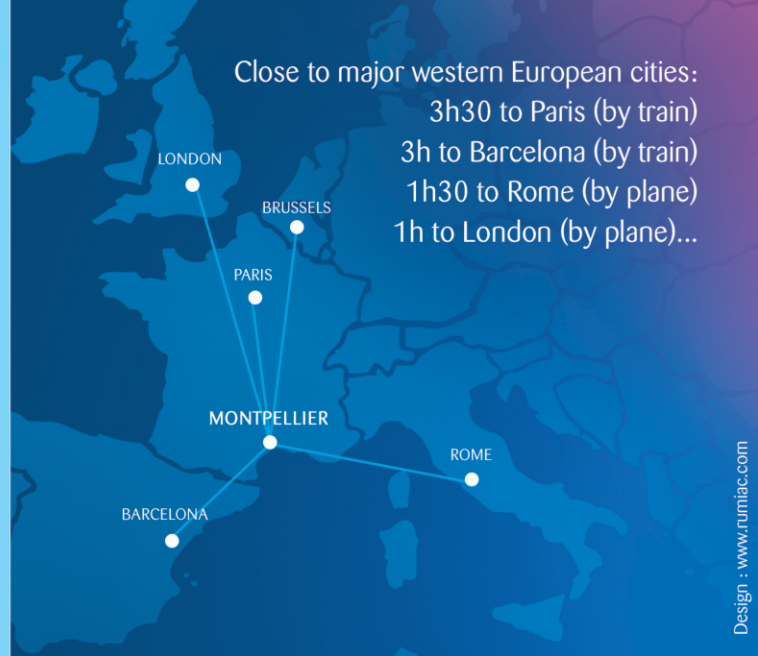 Close to major western European cities:
3h30 to Paris (by train)
3h to Barcelona (by train)
1h30 to Rome (by plane)
1h to London (by plane)...
LONDON
BRUSSELS
PARIS
MONTPELLIER
ROME
BARCELONA
Design : www.rumiac.com